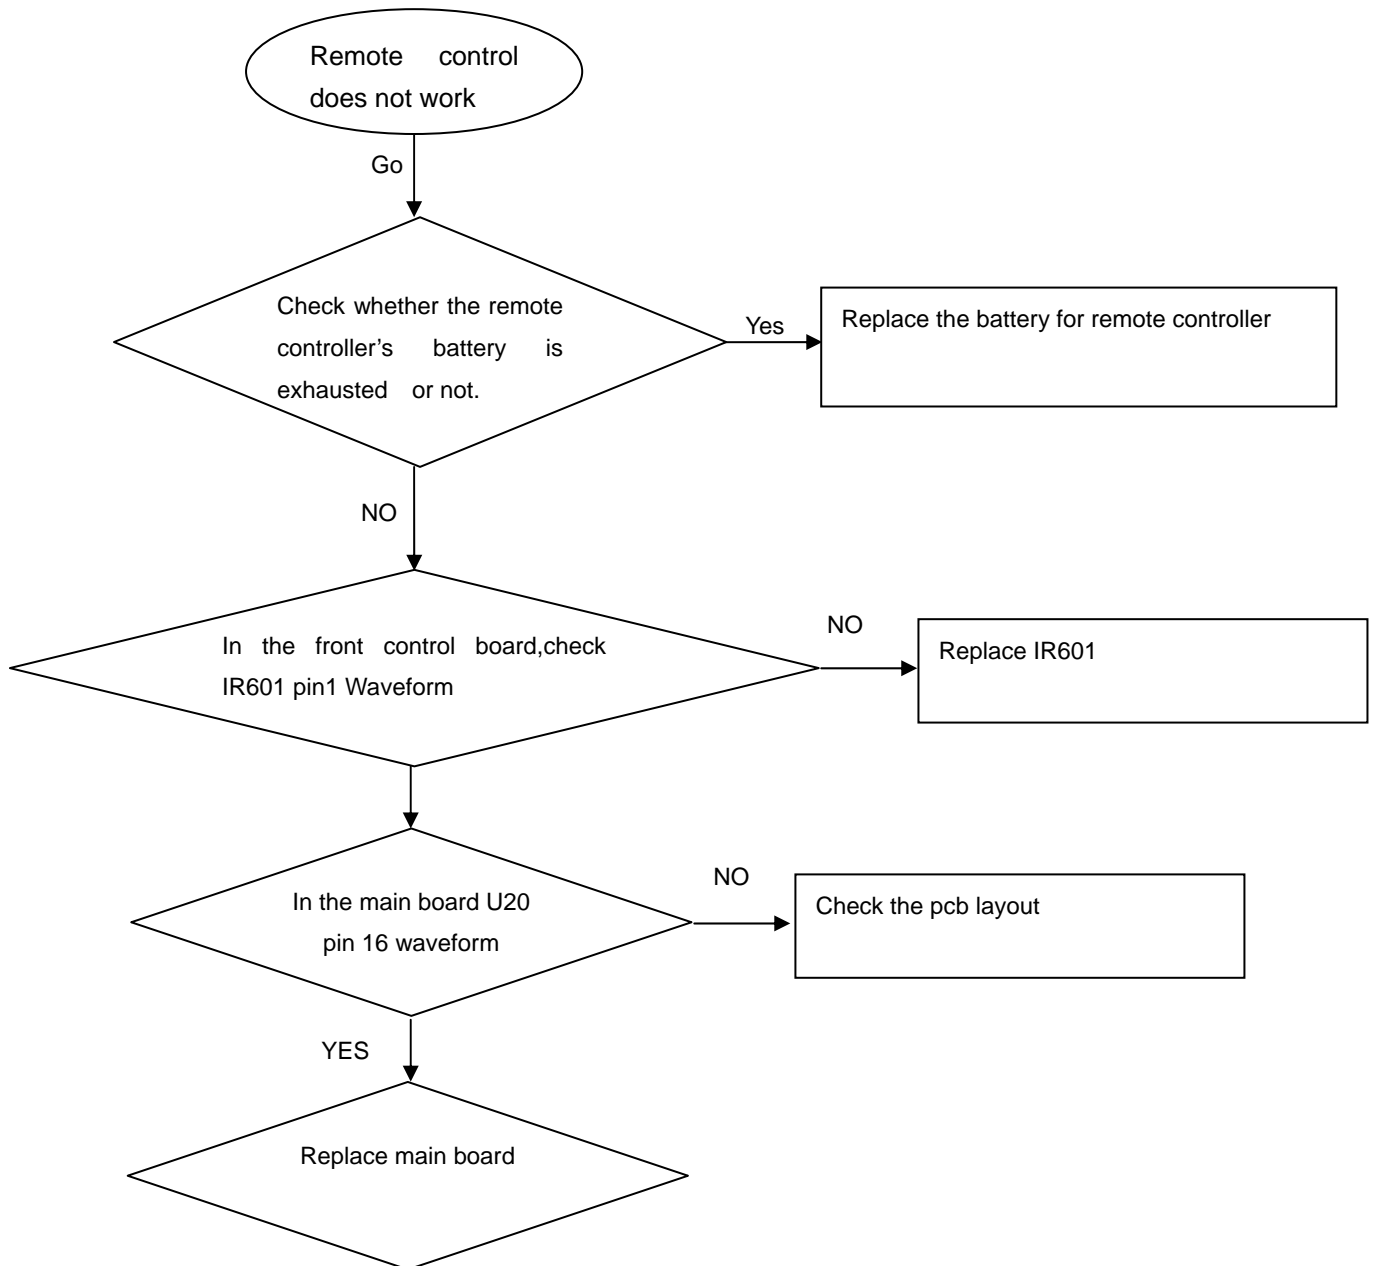 Remote control
does not work
Go
Check whether the remote
controller’s battery is
exhausted or not.
Yes
Replace the battery for remote controller
NO
In the front control board,check
IR601 pin1 Waveform
NO
Replace IR601
In the main board U20
pin 16 waveform
NO
Check the pcb layout
YES
Replace main board